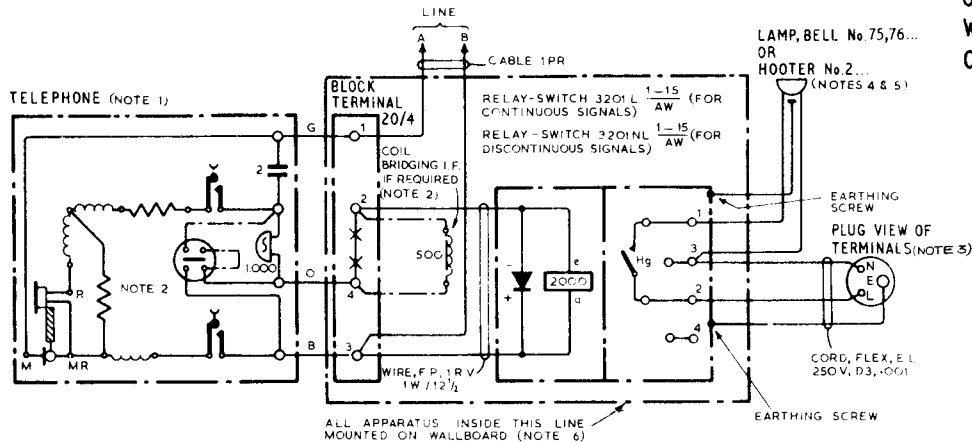 LINE
A B
CABLE 1PR
TELEPHONE (NOTE 1)
G
2
1.000
NOTE 2
R
M MR
O
B
BLOCK
TERMINAL
20/4
1
2
4
3
COIL
BRIDGING I.F.
IF REQUIRED
(NOTE 2)
500
RELAY-SWITCH 3201 L 1-15/AW (FOR
CONTINUOUS SIGNALS)
RELAY-SWITCH 3201NL 1-15/AW (FOR
DISCONTINUOUS SIGNALS)
- +
e
2000
a
Hg
1
3
2
4
WIRE, F.P., 1 R V
1W/12½
ALL APPARATUS INSIDE THIS LINE
MOUNTED ON WALLBOARD (NOTE 6)
LAMP, BELL No. 75,76...
OR
HOOTER No.2...
(NOTES 4 & 5)
EARTHING
SCREW
PLUG VIEW OF
TERMINALS (NOTE 3)
N
E
L
CORD, FLEX, E.L.
250V, D3, .001
EARTHING SCREW